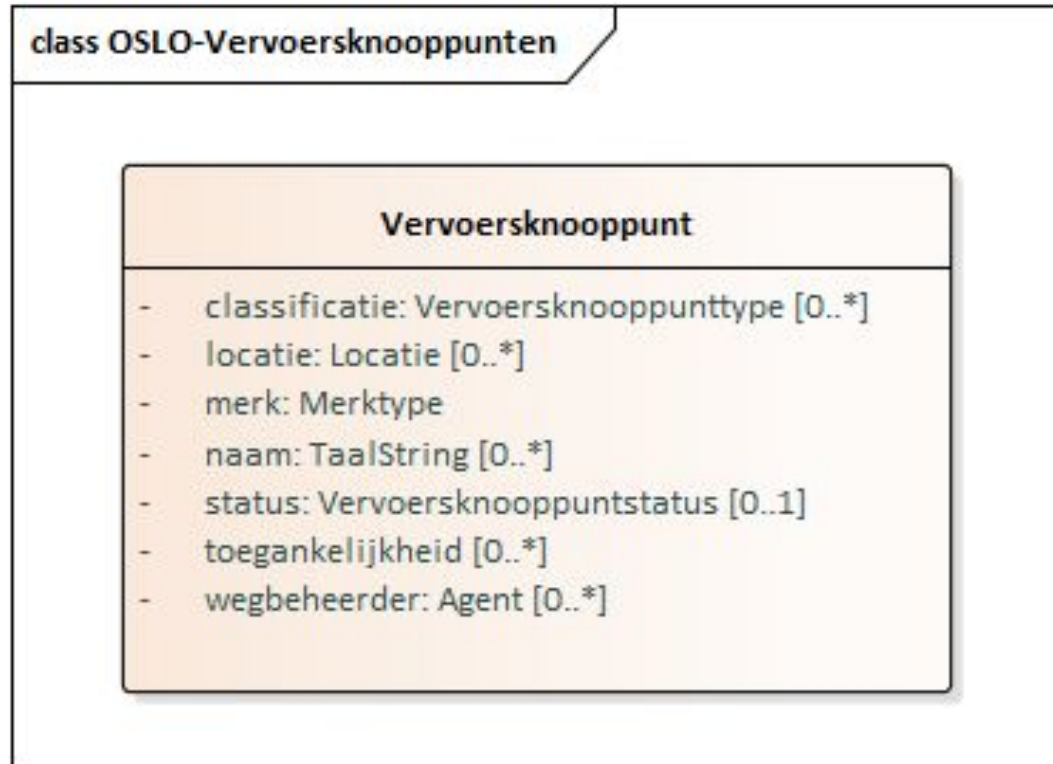 class OSLO-Vervoersknooppunten
Vervoersknooppunt
- classificatie: Vervoersknooppunttype [0..*]
- locatie: Locatie [0..*]
- merk: Merktype
- naam: TaalString [0..*]
- status: Vervoersknooppuntstatus [0..1]
- toegankelijkheid [0..*]
- wegbeheerder: Agent [0..*]